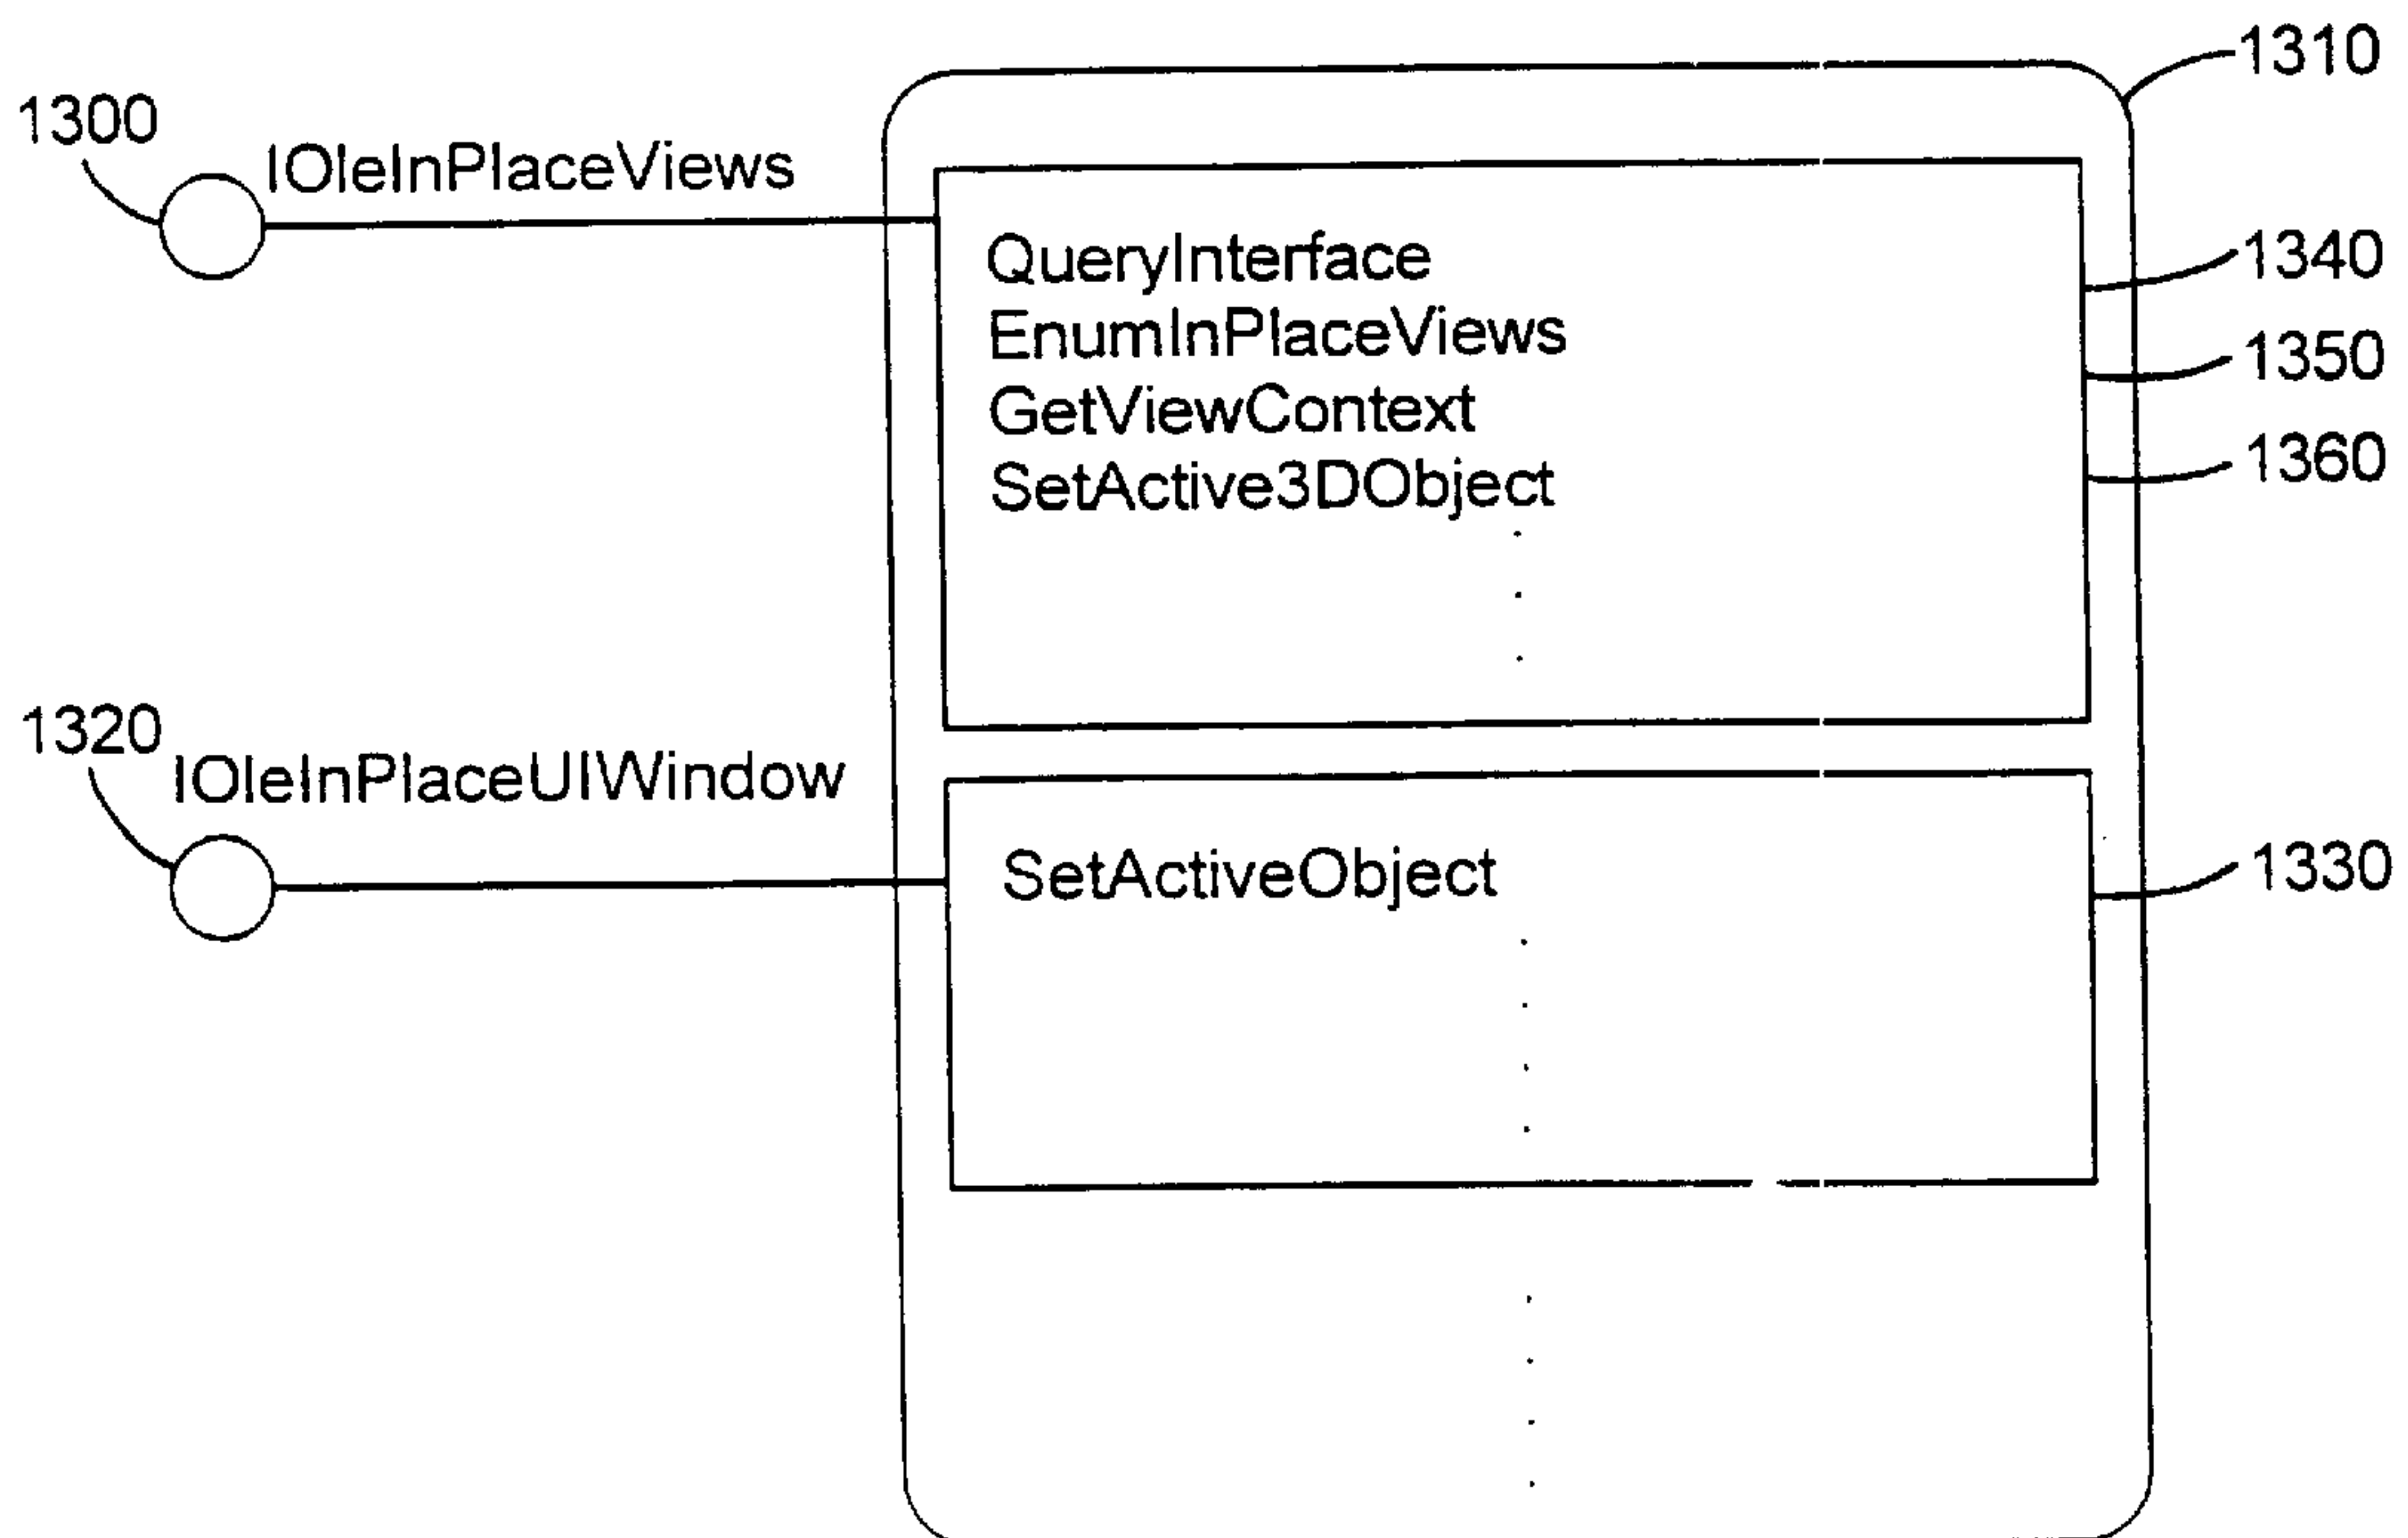 1310
1300
IOleInPlaceViews
QueryInterface
1340
EnumInPlaceViews
1350
GetViewContext
1360
SetActive3DObject
1320
IOleInPlaceUIWindow
SetActiveObject
1330